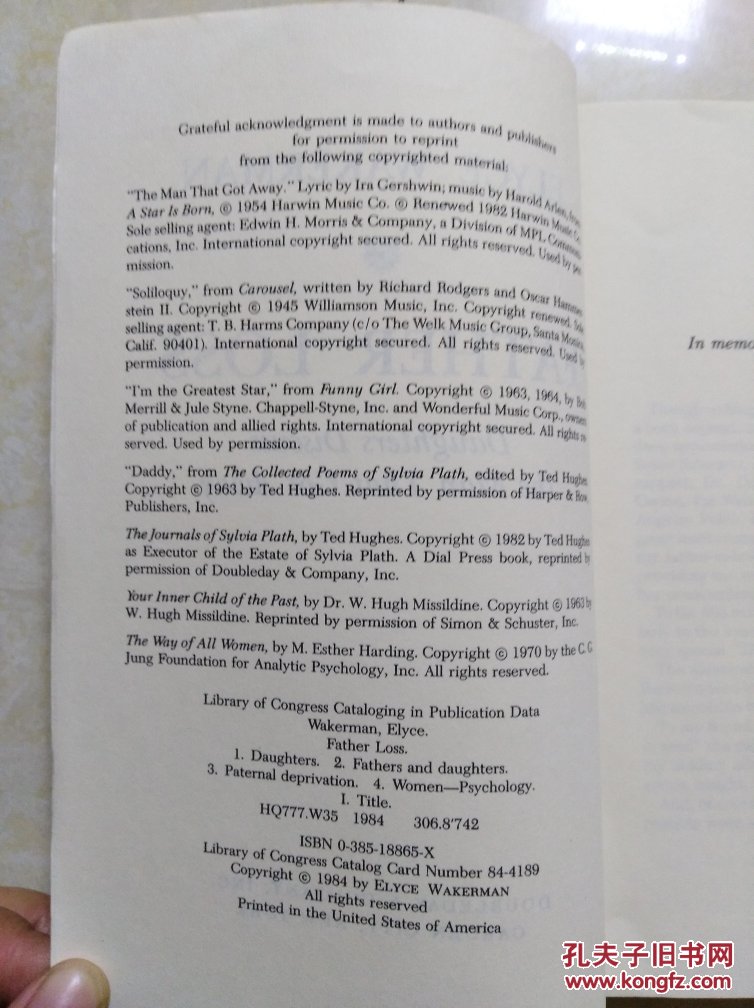 Grateful acknowledgment is made to authors and publishers
for permission to reprint
from the following copyrighted material:
"The Man That Got Away." Lyric by Ira Gershwin; music by Harold Arlen, from
A Star Is Born, © 1954 Harwin Music Co. © Renewed 1982 Harwin Music Co.
Sole selling agent: Edwin H. Morris & Company, a Division of MPL Communi-
cations, Inc. International copyright secured. All rights reserved. Used by per-
mission.
"Soliloquy," from Carousel, written by Richard Rodgers and Oscar Hammer-
stein II. Copyright © 1945 Williamson Music, Inc. Copyright renewed. Sole
selling agent: T. B. Harms Company (c/o The Welk Music Group, Santa Monica,
Calif. 90401). International copyright secured. All rights reserved. Used by
permission.
"I'm the Greatest Star," from Funny Girl. Copyright © 1963, 1964, by Bob
Merrill & Jule Styne. Chappell-Styne, Inc. and Wonderful Music Corp., owners
of publication and allied rights. International copyright secured. All rights re-
served. Used by permission.
"Daddy," from The Collected Poems of Sylvia Plath, edited by Ted Hughes.
Copyright © 1963 by Ted Hughes. Reprinted by permission of Harper & Row,
Publishers, Inc.
The Journals of Sylvia Plath, by Ted Hughes. Copyright © 1982 by Ted Hughes
as Executor of the Estate of Sylvia Plath. A Dial Press book, reprinted by
permission of Doubleday & Company, Inc.
Your Inner Child of the Past, by Dr. W. Hugh Missildine. Copyright © 1963 by
W. Hugh Missildine. Reprinted by permission of Simon & Schuster, Inc.
The Way of All Women, by M. Esther Harding. Copyright © 1970 by the C. G.
Jung Foundation for Analytic Psychology, Inc. All rights reserved.
Library of Congress Cataloging in Publication Data
Wakerman, Elyce.
Father Loss.
1. Daughters. 2. Fathers and daughters.
3. Paternal deprivation. 4. Women—Psychology.
I. Title.
HQ777.W35 1984 306.8'742
ISBN 0-385-18865-X
Library of Congress Catalog Card Number 84-4189
Copyright © 1984 by ELYCE WAKERMAN
All rights reserved
Printed in the United States of America
In memo
孔夫子旧书网
www.kongfz.com